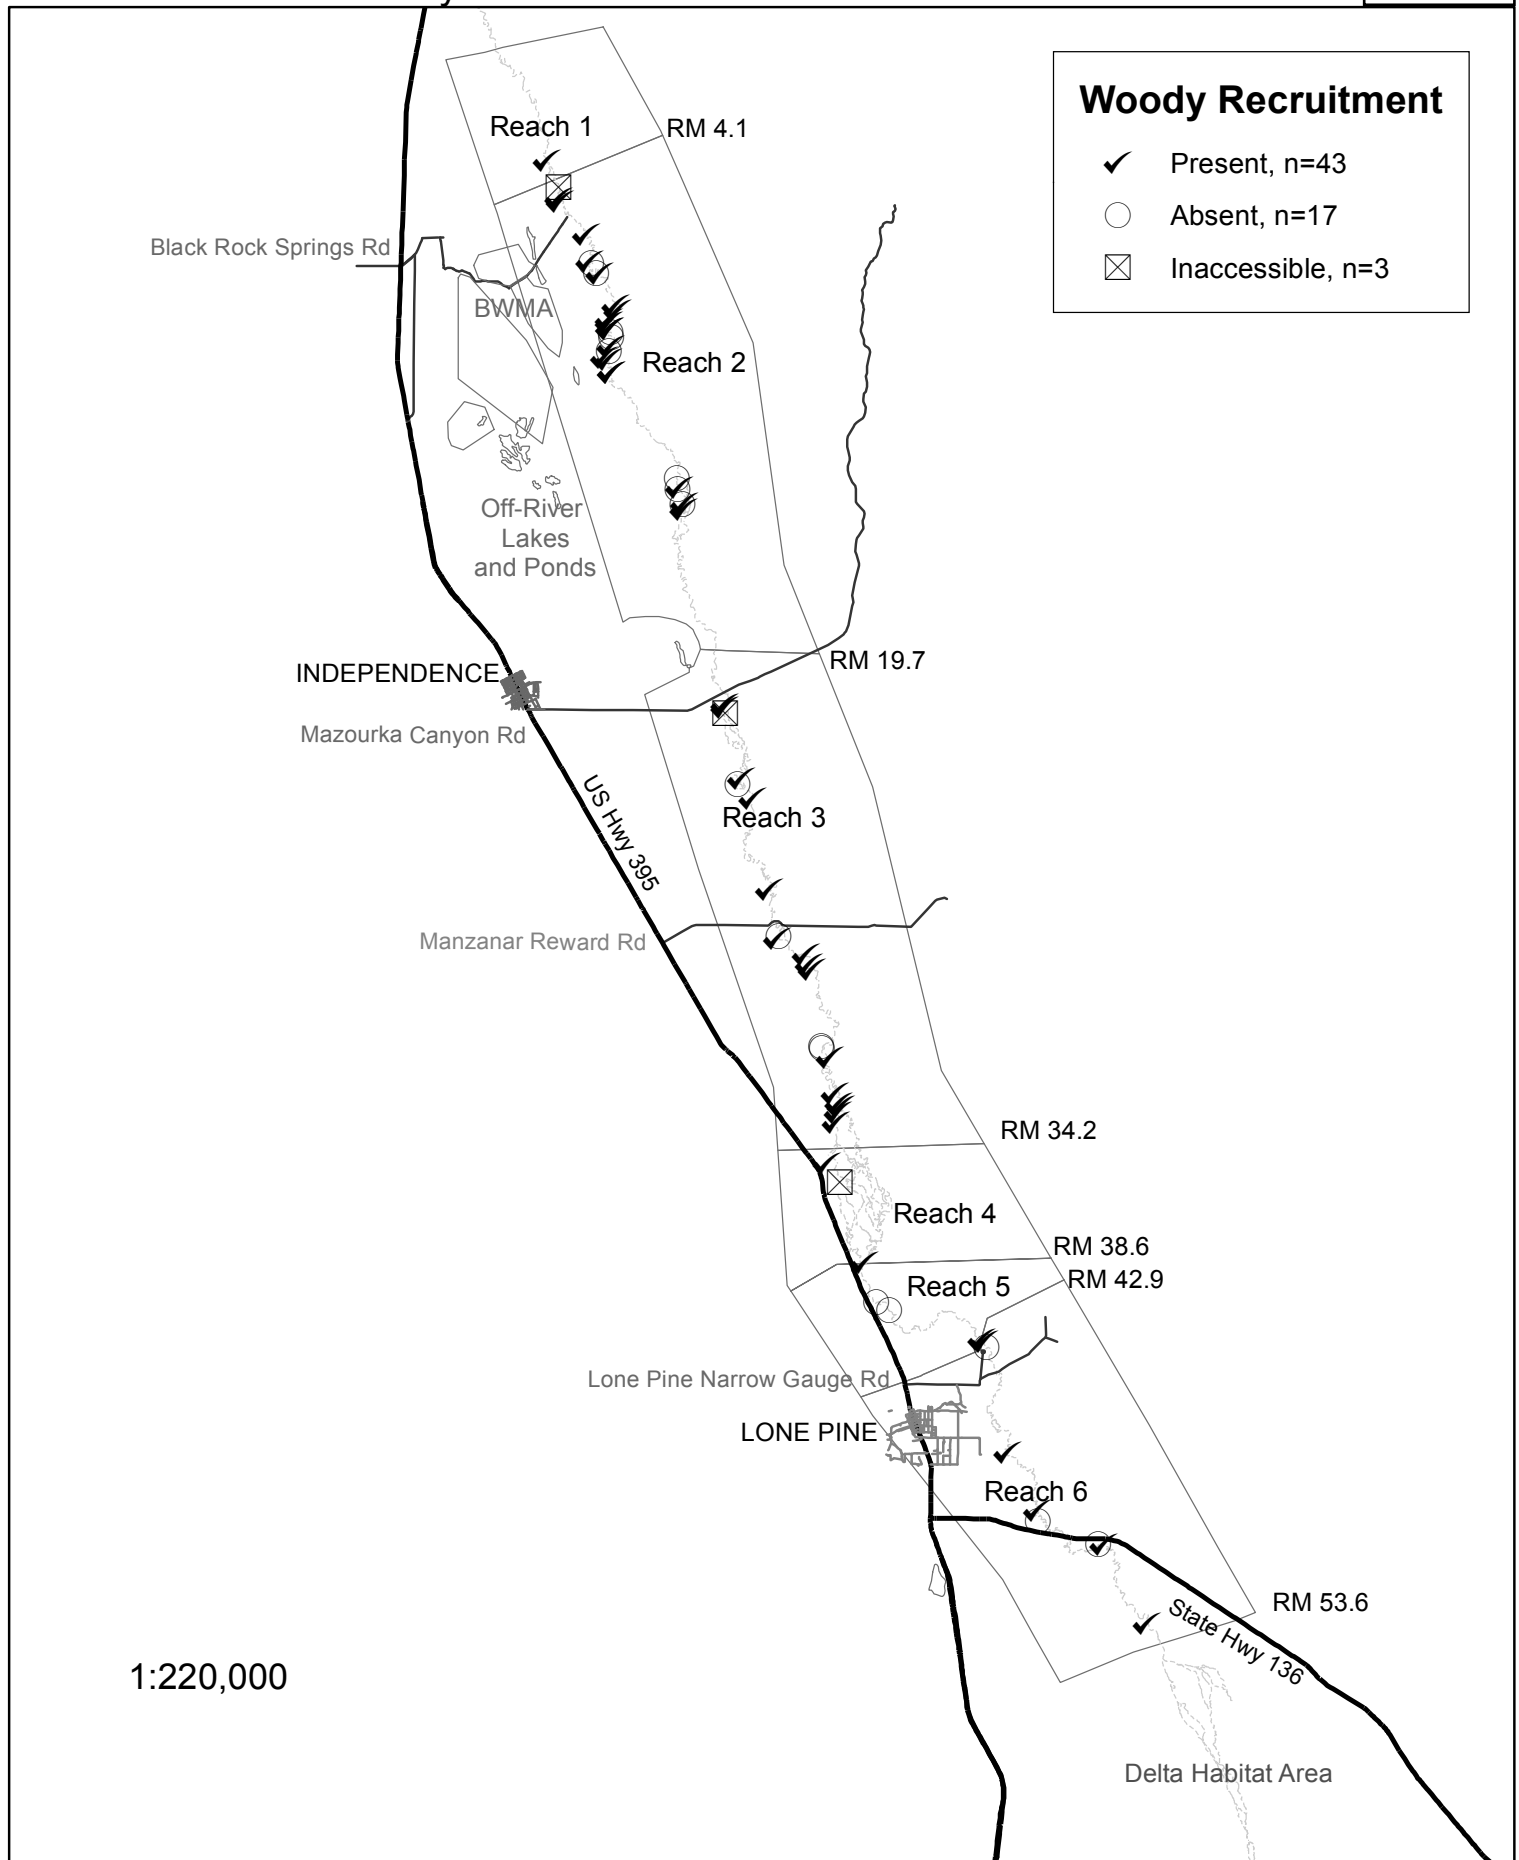 Woody Recruitment
Present, n=43
Absent, n=17
Inaccessible, n=3
Reach 1
RM 4.1
Black Rock Springs Rd
BWMA
Reach 2
Off-River
Lakes
and Ponds
INDEPENDENCE
RM 19.7
Mazourka Canyon Rd
US Hwy 395
Reach 3
Manzanar Reward Rd
RM 34.2
Reach 4
RM 38.6
RM 42.9
Reach 5
Lone Pine Narrow Gauge Rd
LONE PINE
Reach 6
RM 53.6
State Hwy 136
1:220,000
Delta Habitat Area